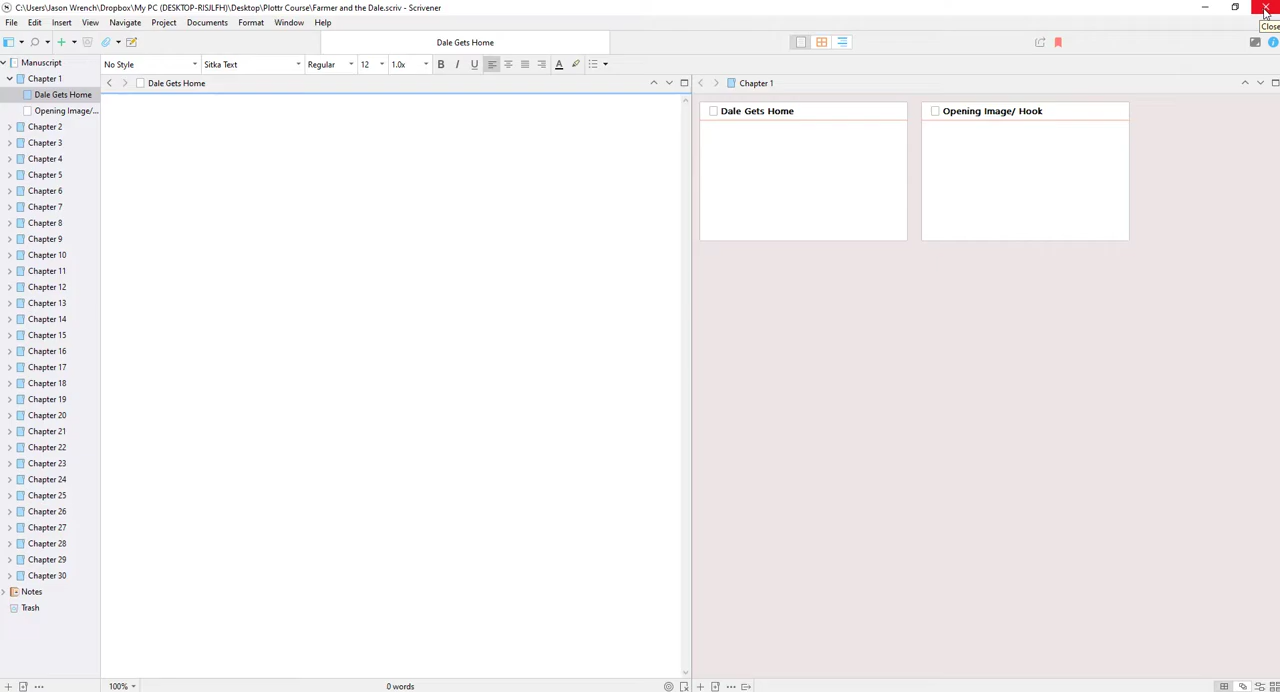 C:\Users\Jason Wrench\Dropbox\My PC (DESKTOP-RISJLFH)\Desktop\Plottr Course\Farmer and the Dale.scriv - Scrivener
Close
File Edit Insert View Navigate Project Documents Format Window Help
Dale Gets Home
Manuscript
No Style Sitka Text Regular 12 1.0x B I U A
Chapter 1
Dale Gets Home
Chapter 1
Dale Gets Home
Opening Image/...
Dale Gets Home
Opening Image/ Hook
Chapter 2
Chapter 3
Chapter 4
Chapter 5
Chapter 6
Chapter 7
Chapter 8
Chapter 9
Chapter 10
Chapter 11
Chapter 12
Chapter 13
Chapter 14
Chapter 15
Chapter 16
Chapter 17
Chapter 18
Chapter 19
Chapter 20
Chapter 21
Chapter 22
Chapter 23
Chapter 24
Chapter 25
Chapter 26
Chapter 27
Chapter 28
Chapter 29
Chapter 30
Notes
Trash
100% 0 words